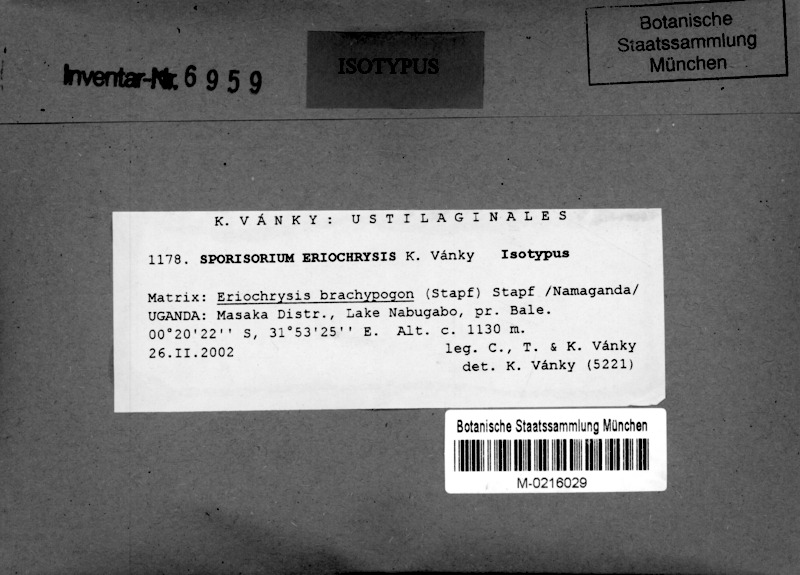 Inventar-Nr. 6959
ISOTYPUS
Botanische
Staatssammlung
München
K. VÁNKY: USTILAGINALES
1178. SPORISORIUM ERIOCHRYSIS K. Vánky Isotypus
Matrix: Eriochrysis brachypogon (Stapf) Stapf /Namaganda/
UGANDA: Masaka Distr., Lake Nabugabo, pr. Bale.
00°20'22'' S, 31°53'25'' E. Alt. c. 1130 m.
26.II.2002 leg. C., T. & K. Vánky
det. K. Vánky (5221)
Botanische Staatssammlung München
M-0216029